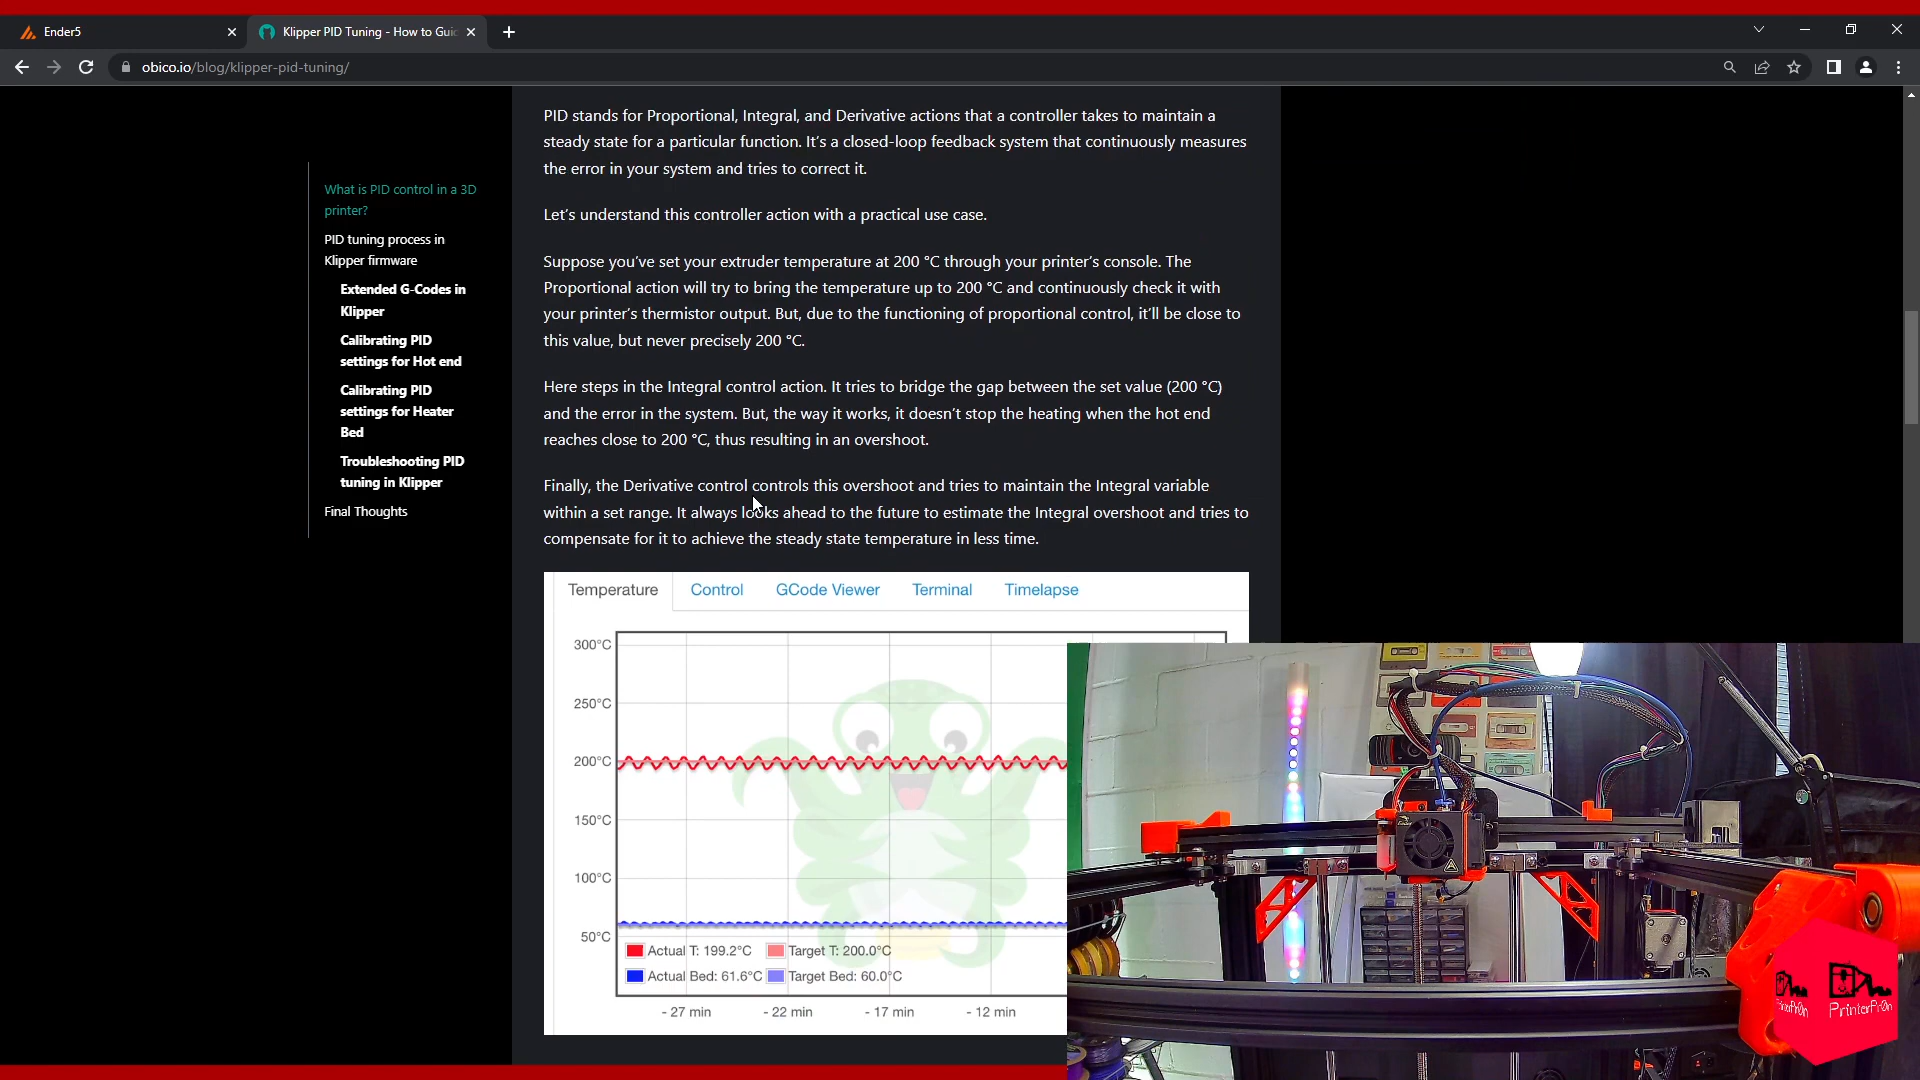 Ender5
Klipper PID Tuning - How to Guid
obico.io/blog/klipper-pid-tuning/
What is PID control in a 3D
printer?
PID tuning process in
Klipper firmware
Extended G-Codes in
Klipper
Calibrating PID
settings for Hot end
Calibrating PID
settings for Heater
Bed
Troubleshooting PID
tuning in Klipper
Final Thoughts
PID stands for Proportional, Integral, and Derivative actions that a controller takes to maintain a
steady state for a particular function. It’s a closed-loop feedback system that continuously measures
the error in your system and tries to correct it.
Let’s understand this controller action with a practical use case.
Suppose you’ve set your extruder temperature at 200 °C through your printer’s console. The
Proportional action will try to bring the temperature up to 200 °C and continuously check it with
your printer’s thermistor output. But, due to the functioning of proportional control, it’ll be close to
this value, but never precisely 200 °C.
Here steps in the Integral control action. It tries to bridge the gap between the set value (200 °C)
and the error in the system. But, the way it works, it doesn’t stop the heating when the hot end
reaches close to 200 °C, thus resulting in an overshoot.
Finally, the Derivative control controls this overshoot and tries to maintain the Integral variable
within a set range. It always looks ahead to the future to estimate the Integral overshoot and tries to
compensate for it to achieve the steady state temperature in less time.
Temperature Control GCode Viewer Terminal Timelapse
300°C
250°C
200°C
150°C
100°C
50°C
Actual T: 199.2°C Target T: 200.0°C
Actual Bed: 61.6°C Target Bed: 60.0°C
- 27 min - 22 min - 17 min - 12 min
PrinterPr0n
PrinterPr0n